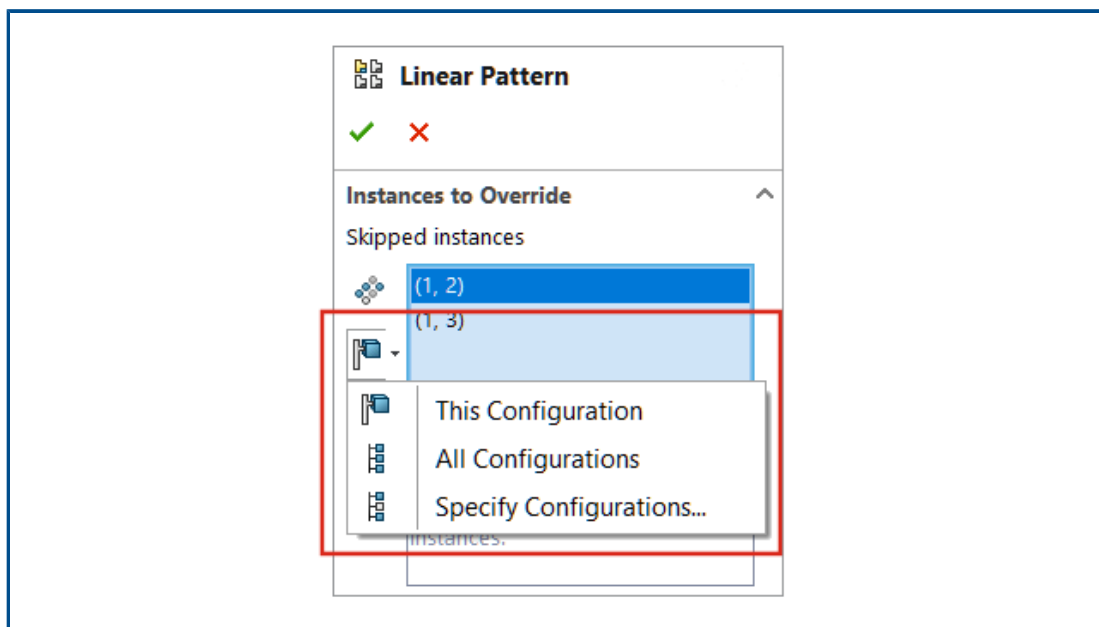 Linear Pattern
Instances to Override
Skipped instances
(1, 2)
(1, 3)
This Configuration
All Configurations
Specify Configurations...
instances.